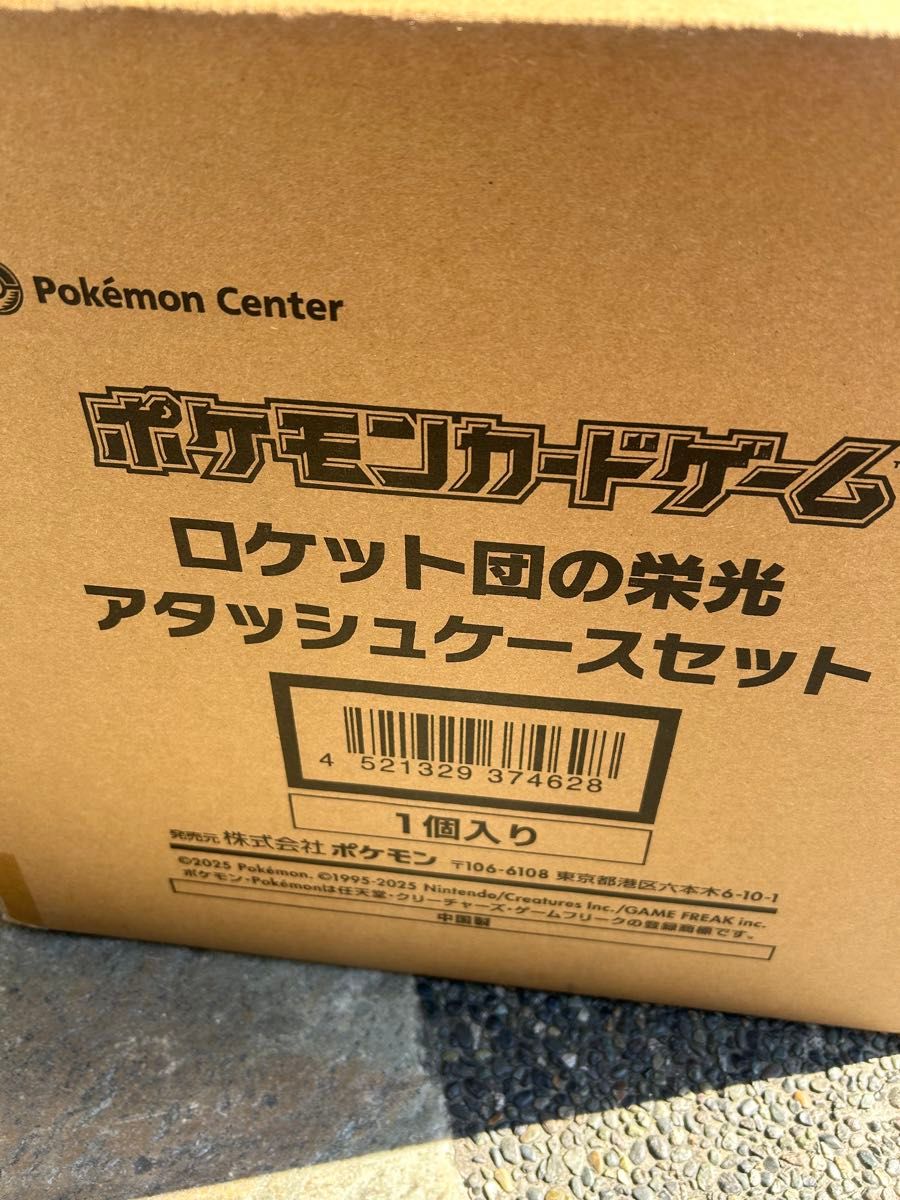 Pokémon Center
ポケモンカードゲーム
ロケット団の栄光
アタッシュケースセット
4 521329 374628
1個入り
発売元 株式会社 ポケモン 〒106-6108 東京都港区六本木6-10-1
©2025 Pokémon. ©1995-2025 Nintendo/Creatures Inc./GAME FREAK inc.
ポケモン・Pokémonは任天堂・クリーチャーズ・ゲームフリークの登録商標です。
中国製